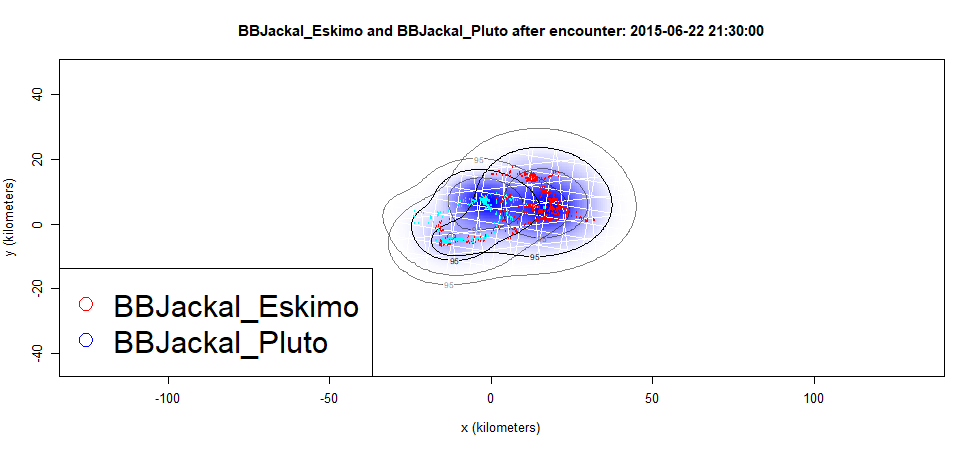 BBJackal_Eskimo and BBJackal_Pluto after encounter: 2015-06-22 21:30:00
y (kilometers)
40
20
0
-20
-40
95
95
95
95
BBJackal_Eskimo
BBJackal_Pluto
-100
-50
0
50
100
x (kilometers)